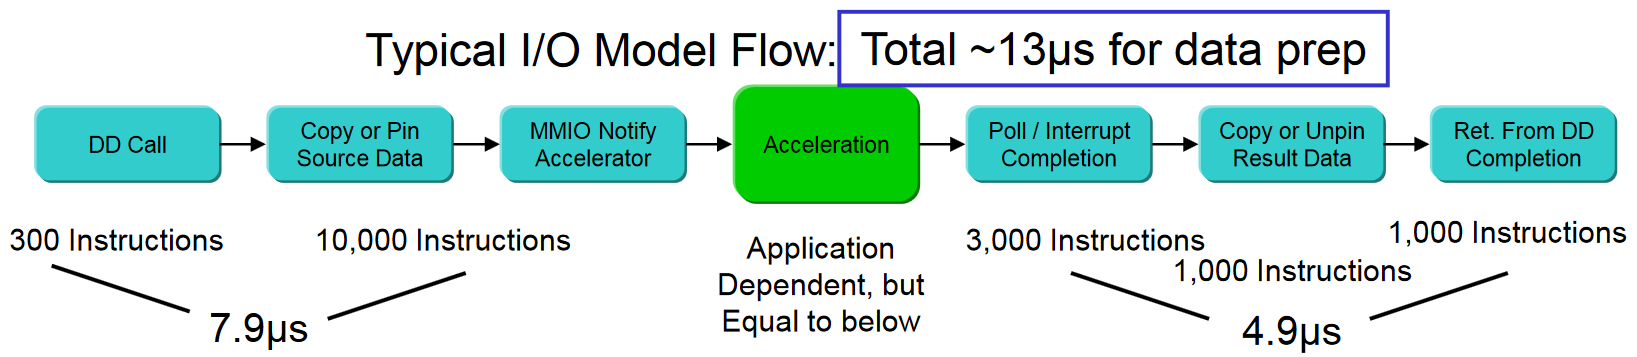 Typical I/O Model Flow: Total ~13µs for data prep
DD Call
Copy or Pin
Source Data
MMIO Notify
Accelerator
Acceleration
Poll / Interrupt
Completion
Copy or Unpin
Result Data
Ret. From DD
Completion
300 Instructions
10,000 Instructions
Application
Dependent, but
Equal to below
3,000 Instructions
1,000 Instructions
1,000 Instructions
7.9µs
4.9µs